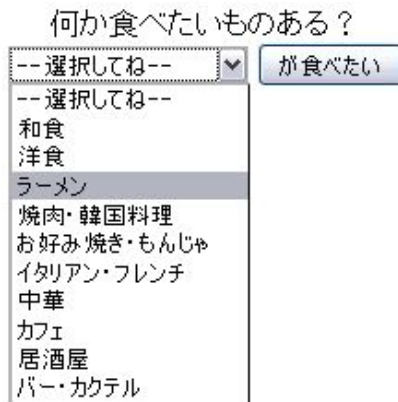 何か食べたいものある？
--選択してね-- が食べたい
--選択してね--
和食
洋食
ラーメン
焼肉・韓国料理
お好み焼き・もんじゃ
イタリアン・フレンチ
中華
カフェ
居酒屋
バー・カクテル